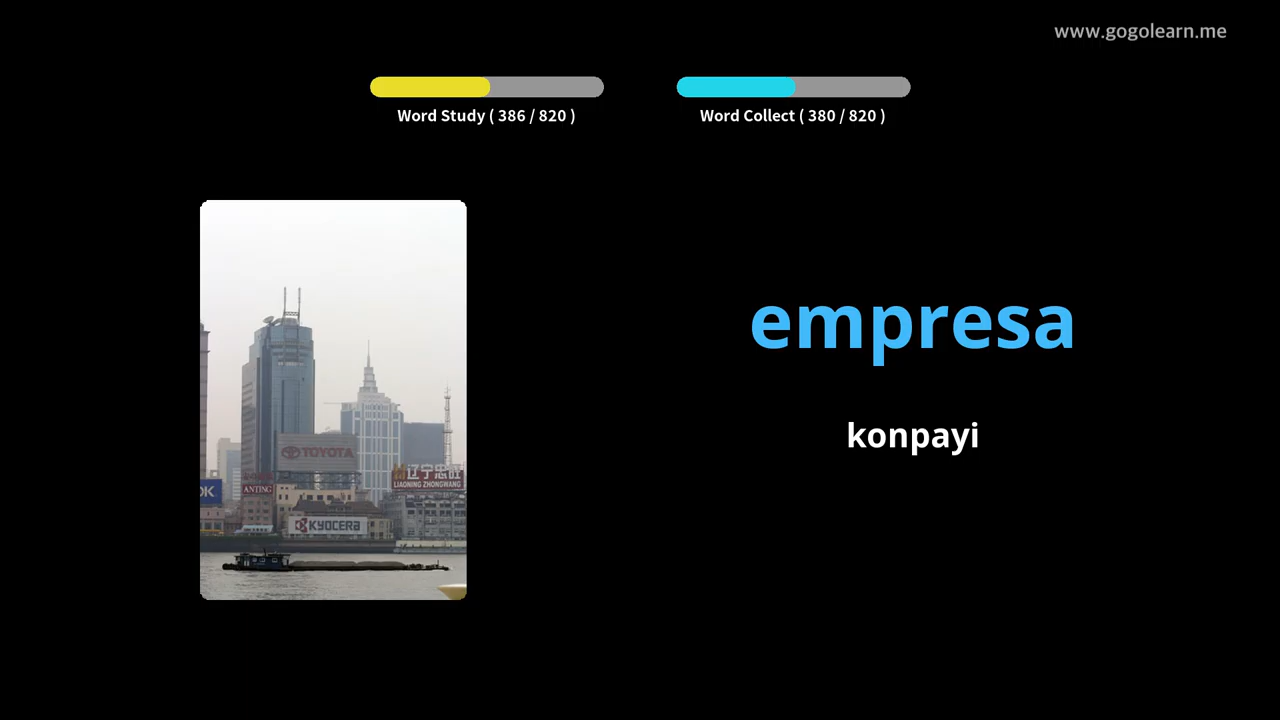 www.gogolearn.me
Word Study ( 386 / 820 )
Word Collect ( 380 / 820 )
empresa
konpayi
TOYOTA
辽宁忠旺
LIAONING ZHONGWANG
OK
ANTING
KYOCERA